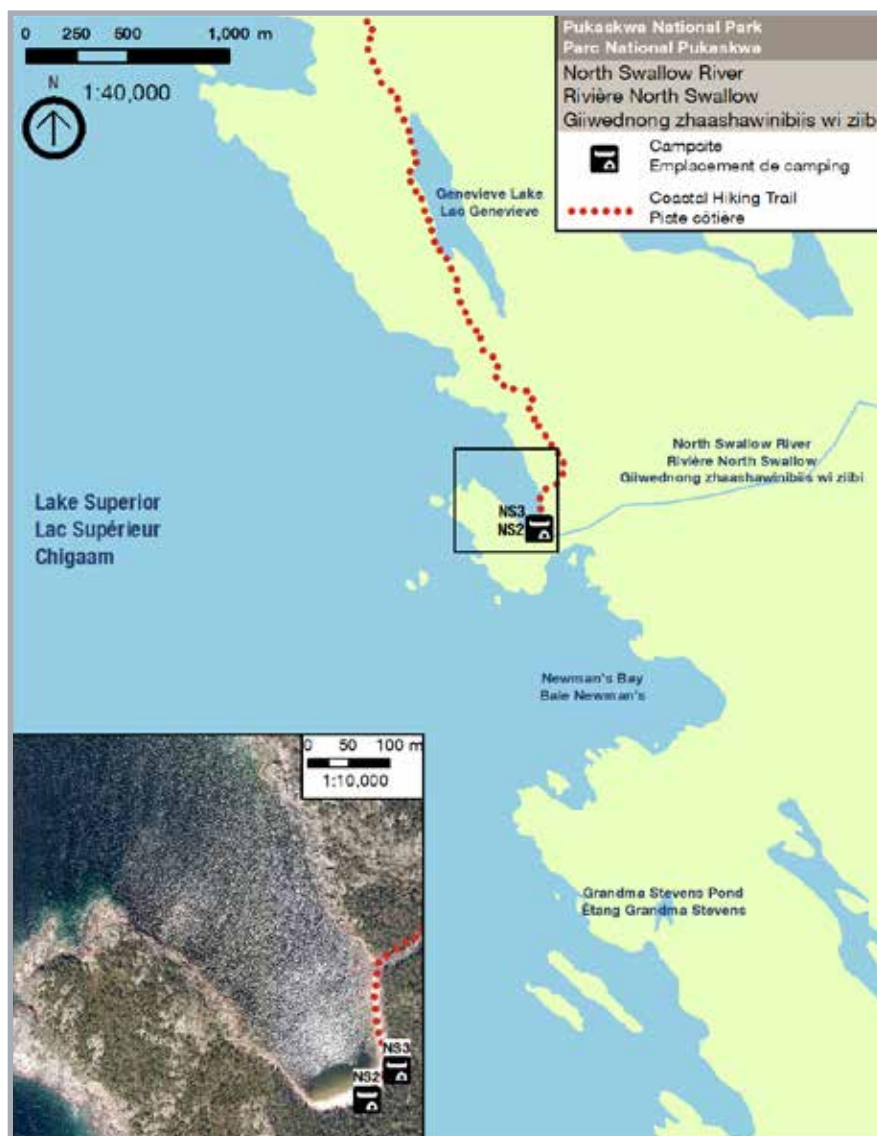 0 250 500 1,000 m
N
1:40,000
Pukaskwa National Park
Parc National Pukaskwa
North Swallow River
Rivière North Swallow
Giiwednong zhaashawinibiis wi ziibi
Campsite
Emplacement de camping
Coastal Hiking Trail
Piste côtière
Genevieve Lake
Lac Genevieve
North Swallow River
Rivière North Swallow
Giiwednong zhaashawinibiis wi ziibi
NS3
NS2
Lake Superior
Lac Supérieur
Chigaam
Newman's Bay
Baie Newman's
Grandma Stevens Pond
Étang Grandma Stevens
0 50 100 m
1:10,000
NS3
NS2